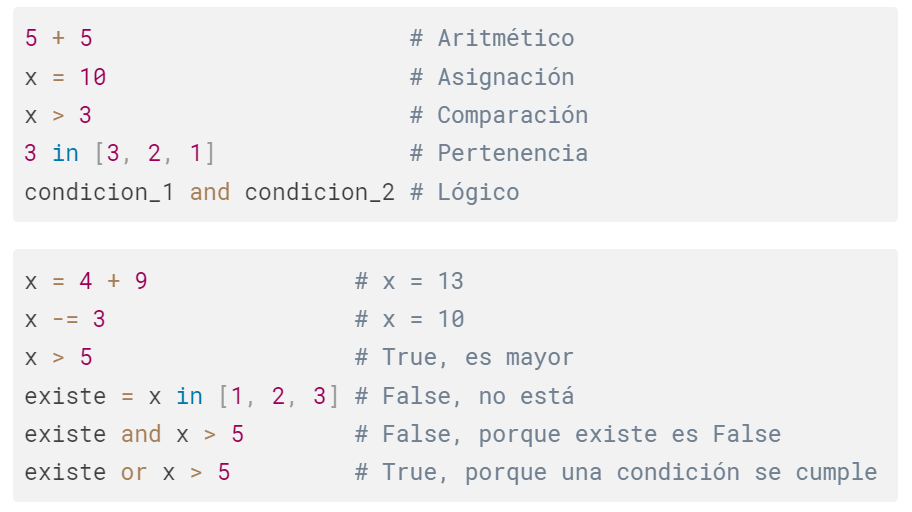 5 + 5                       # Aritmético
x = 10                      # Asignación
x > 3                       # Comparación
3 in [3, 2, 1]              # Pertenencia
condicion_1 and condicion_2 # Lógico
x = 4 + 9               # x = 13
x -= 3                  # x = 10
x > 5                   # True, es mayor
existe = x in [1, 2, 3] # False, no está
existe and x > 5        # False, porque existe es False
existe or x > 5         # True, porque una condición se cumple